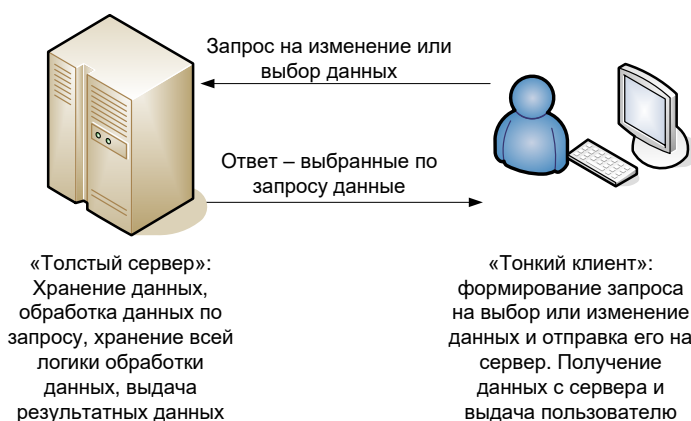 Запрос на изменение или
выбор данных
Ответ – выбранные по
запросу данные
«Толстый сервер»:
Хранение данных,
обработка данных по
запросу, хранение всей
логики обработки
данных, выдача
результатных данных
«Тонкий клиент»:
формирование запроса
на выбор или изменение
данных и отправка его на
сервер. Получение
данных с сервера и
выдача пользователю